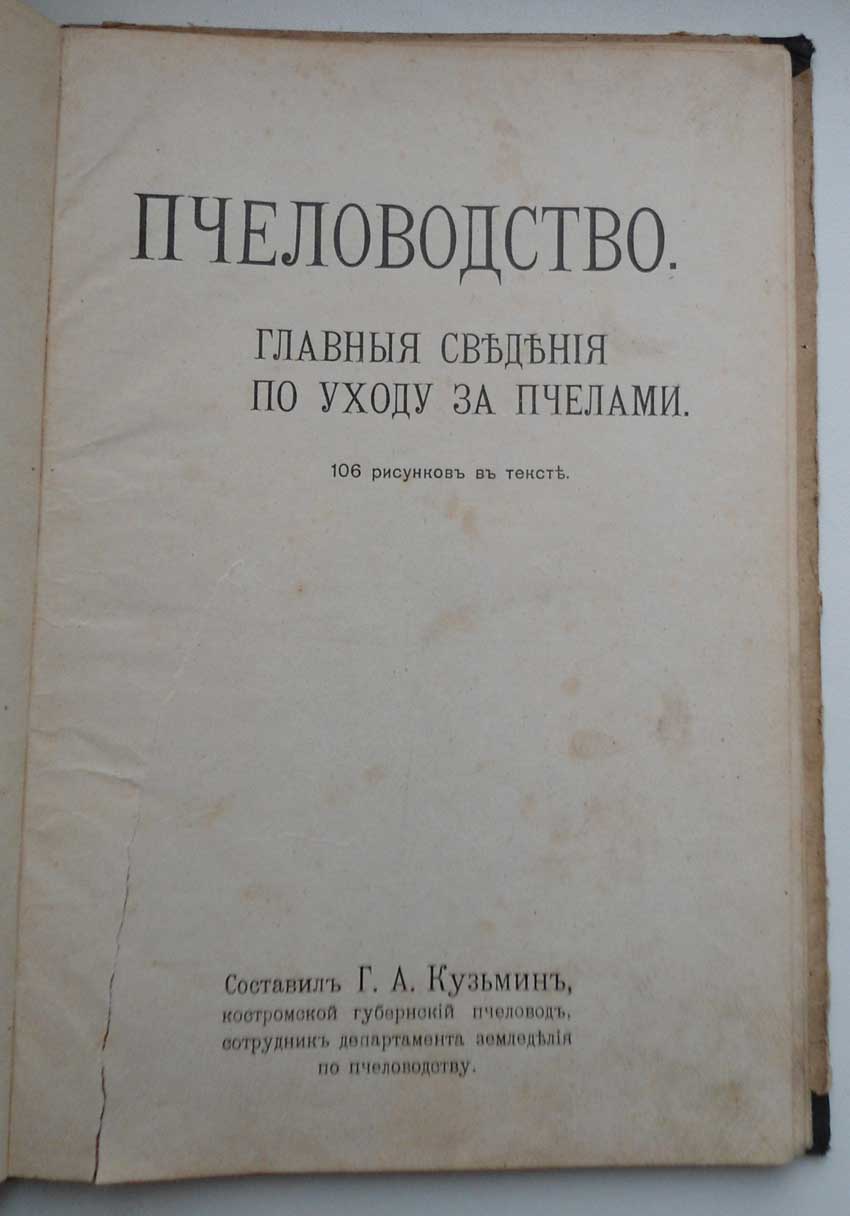 ПЧЕЛОВОДСТВО.
ГЛАВНЫЯ СВѢДѢНІЯ
ПО УХОДУ ЗА ПЧЕЛАМИ.
106 рисунковъ въ текстѣ.
Составилъ Г. А. Кузьминъ,
костромской губернскій пчеловодъ,
сотрудникъ департамента земледѣлія
по пчеловодству.